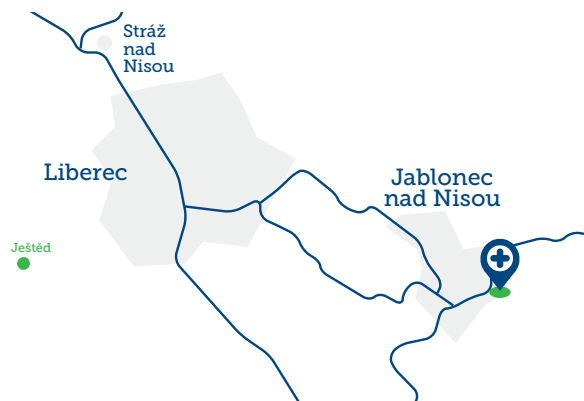 Stráž
nad
Nisou
Liberec
Jablonec
nad Nisou
Ještěd